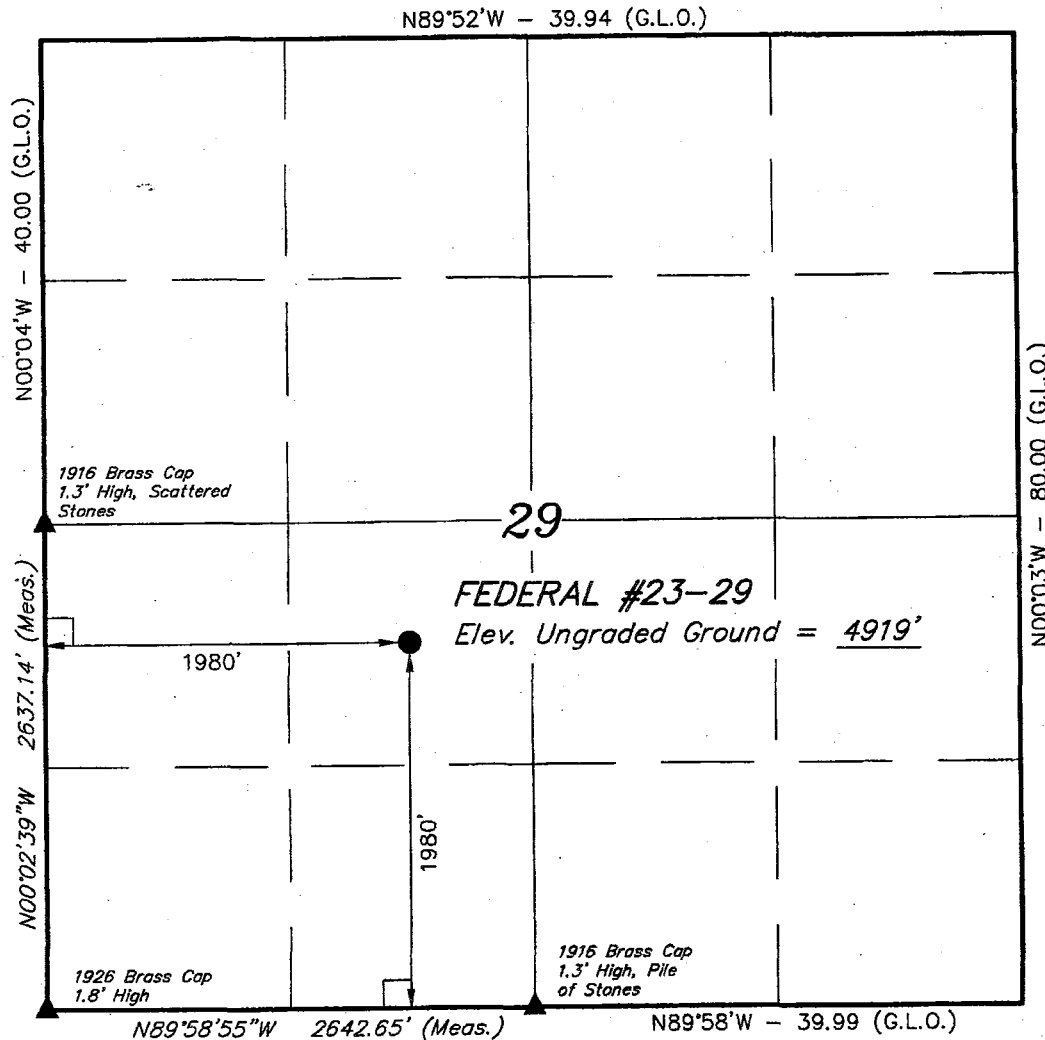 N89°52'W – 39.94 (G.L.O.)
N00°04'W – 40.00 (G.L.O.)
1916 Brass Cap
1.3' High, Scattered
Stones
29
N00°03'W – 80.00 (G.L.O.)
FEDERAL #23-29
Elev. Ungraded Ground = 4919'
1980'
N00°02'39"W 2637.14' (Meas.)
1980'
1926 Brass Cap
1.8' High
1916 Brass Cap
1.3' High, Pile
of Stones
N89°58'55"W 2642.65' (Meas.)
N89°58'W – 39.99 (G.L.O.)